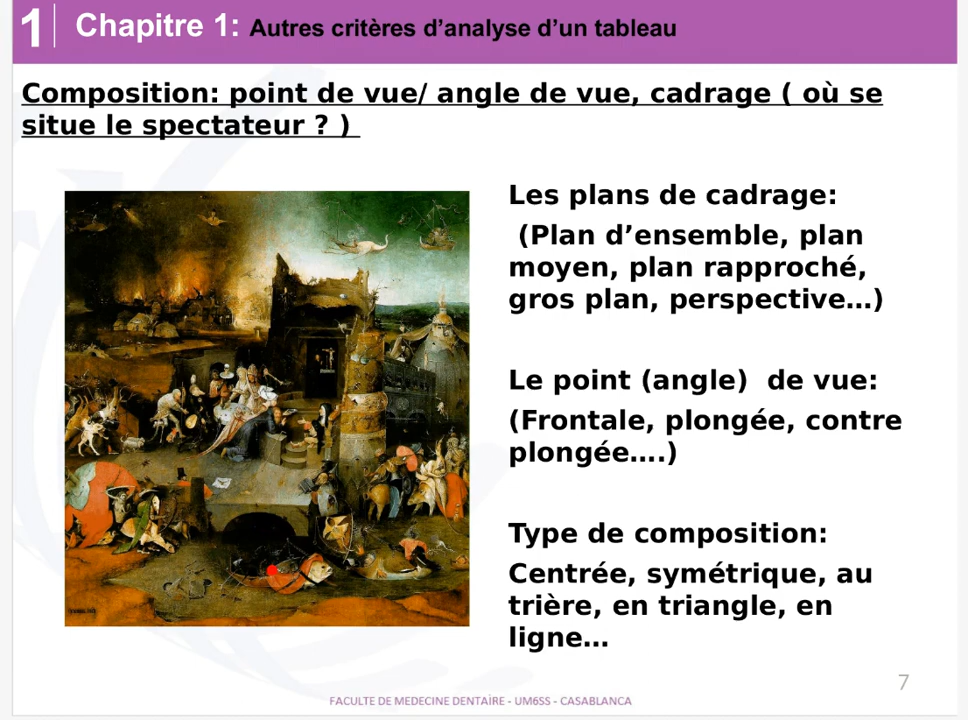 1 Chapitre 1: Autres critères d’analyse d’un tableau
Composition: point de vue/ angle de vue, cadrage ( où se
situe le spectateur ? )
Les plans de cadrage:
(Plan d’ensemble, plan
moyen, plan rapproché,
gros plan, perspective…)
Le point (angle)  de vue:
(Frontale, plongée, contre
plongée….)
Type de composition:
Centrée, symétrique, au
trière, en triangle, en
ligne…
7
FACULTE DE MEDECINE DENTAIRE - UM6SS - CASABLANCA